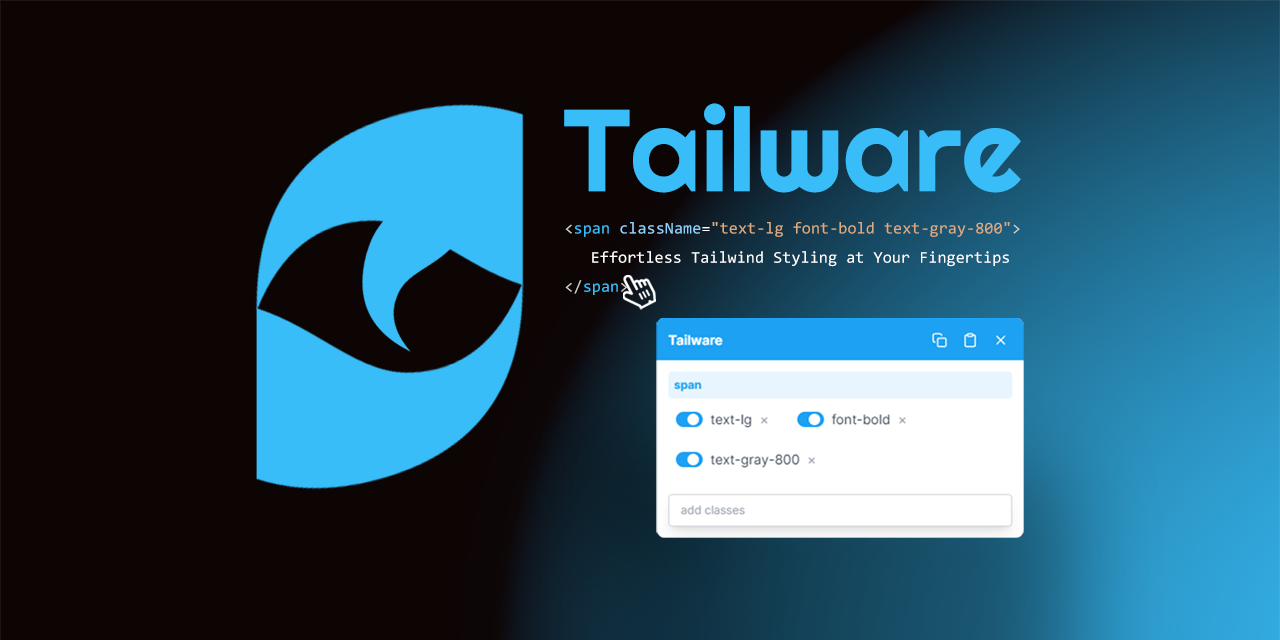 Tailware
<span className="text-lg font-bold text-gray-800">
Effortless Tailwind Styling at Your Fingertips
</span>
Tailware
span
text-lg × font-bold ×
text-gray-800 ×
add classes